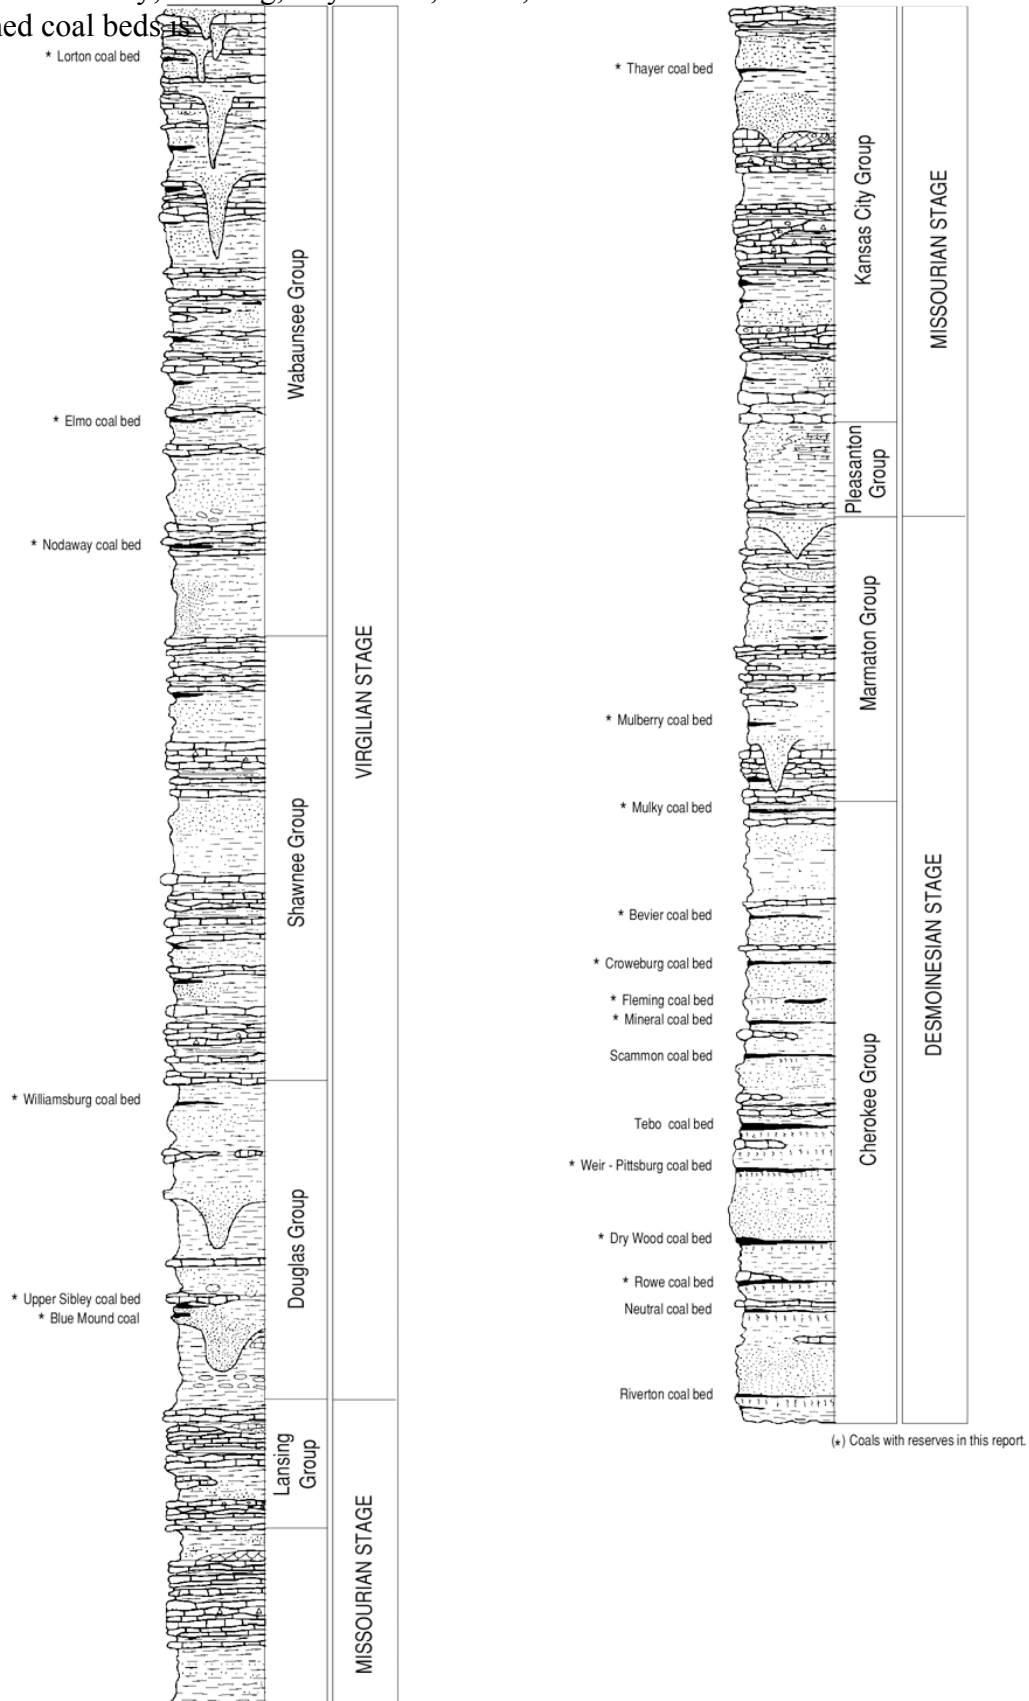 ned coal beds is
* Lorton coal bed
* Elmo coal bed
* Nodaway coal bed
* Williamsburg coal bed
* Upper Sibley coal bed
* Blue Mound coal
Wabaunsee Group
Shawnee Group
Douglas Group
Lansing
Group
VIRGILIAN STAGE
MISSOURIAN STAGE
* Thayer coal bed
* Mulberry coal bed
* Mulky coal bed
* Bevier coal bed
* Croweburg coal bed
* Fleming coal bed
* Mineral coal bed
Scammon coal bed
Tebo coal bed
* Weir - Pittsburg coal bed
* Dry Wood coal bed
* Rowe coal bed
Neutral coal bed
Riverton coal bed
Kansas City Group
Pleasanton
Group
Marmaton Group
Cherokee Group
MISSOURIAN STAGE
DESMOINESIAN STAGE
(*) Coals with reserves in this report.